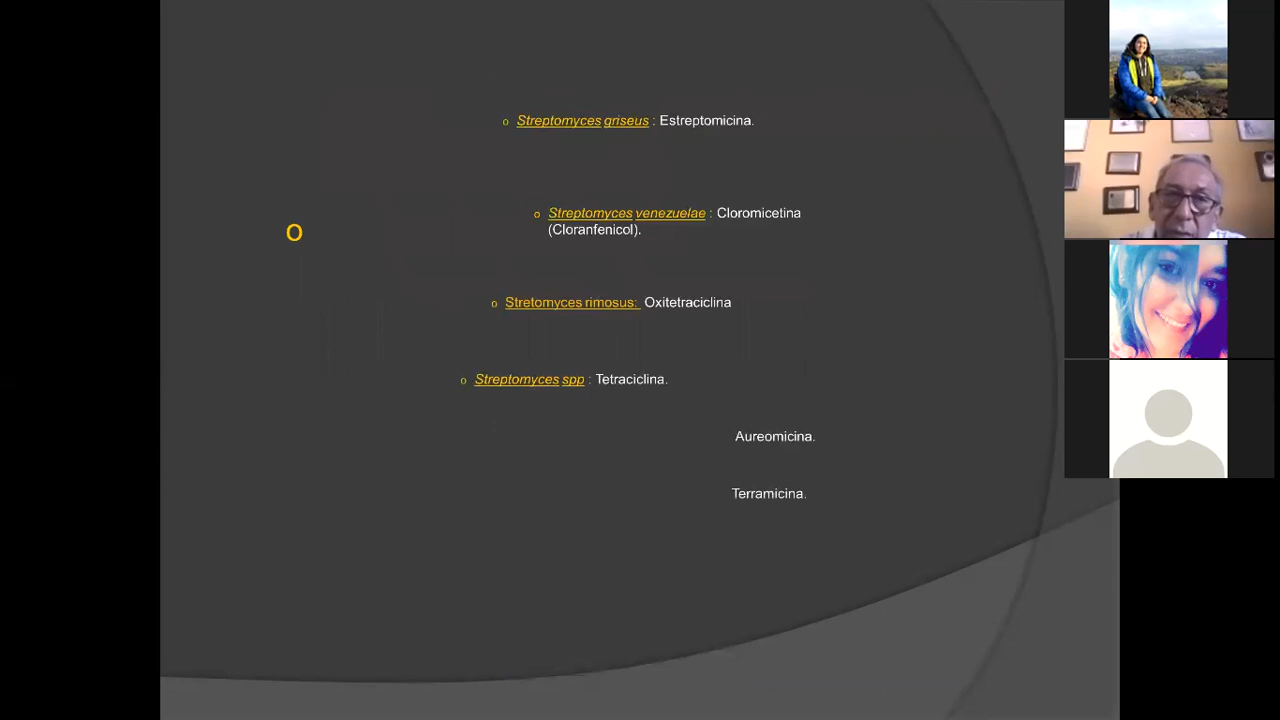 o Streptomyces griseus : Estreptomicina.
o Streptomyces venezuelae : Cloromicetina
(Cloranfenicol).
o
o Stretomyces rimosus: Oxitetraciclina
o Streptomyces spp : Tetraciclina.
Aureomicina.
Terramicina.